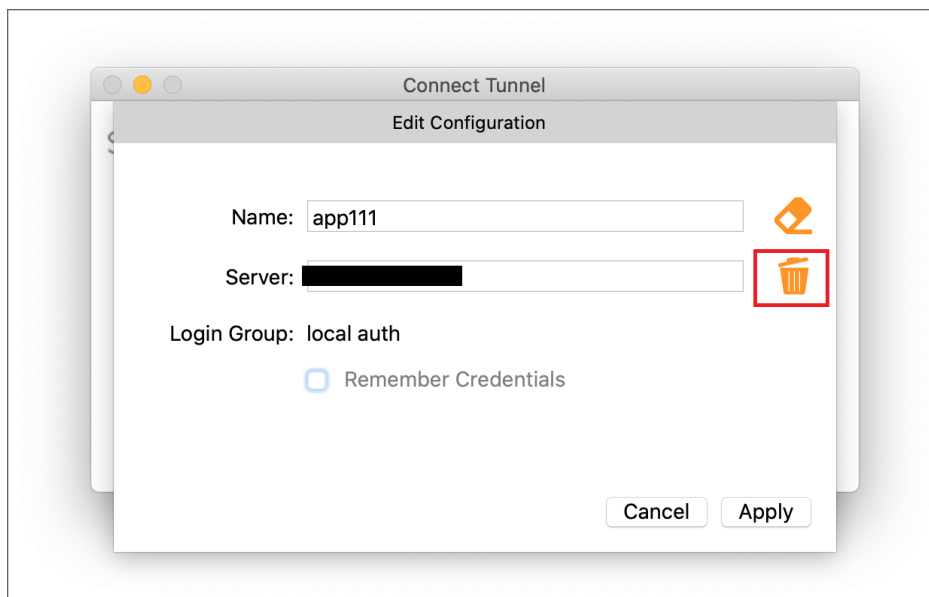 Connect Tunnel
Edit Configuration
Name: app111
Server:
Login Group: local auth
Remember Credentials
Cancel Apply